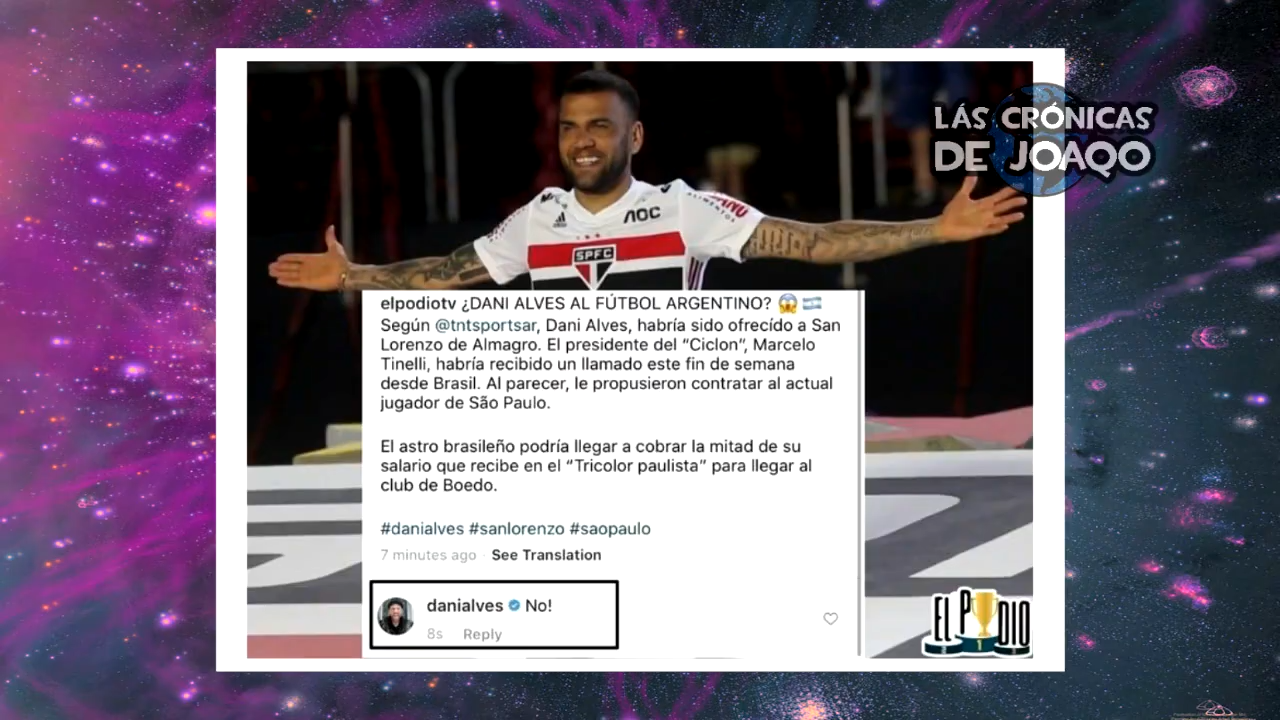 LÁS CRÓNICAS
DE JOAQO
AOC
ALIMENTOS
SPFC
elpodiotv ¿DANI ALVES AL FÚTBOL ARGENTINO? 😱 🇦🇷
Según @tntsportsar, Dani Alves, habría sido ofrecído a San
Lorenzo de Almagro. El presidente del “Ciclon”, Marcelo
Tinelli, habría recibido un llamado este fin de semana
desde Brasil. Al parecer, le propusieron contratar al actual
jugador de São Paulo.
El astro brasileño podría llegar a cobrar la mitad de su
salario que recibe en el “Tricolor paulista” para llegar al
club de Boedo.
#danialves #sanlorenzo #saopaulo
7 minutes ago · See Translation
danialves No!
8s Reply
EL PODIO
3 1